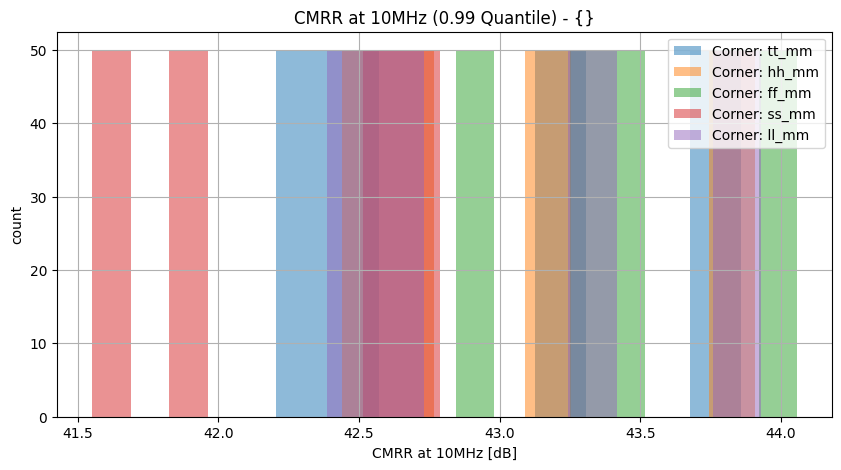 CMRR at 10MHz (0.99 Quantile) - {}
count
50
40
30
20
10
0
Corner: tt_mm
Corner: hh_mm
Corner: ff_mm
Corner: ss_mm
Corner: ll_mm
41.5 42.0 42.5 43.0 43.5 44.0
CMRR at 10MHz [dB]